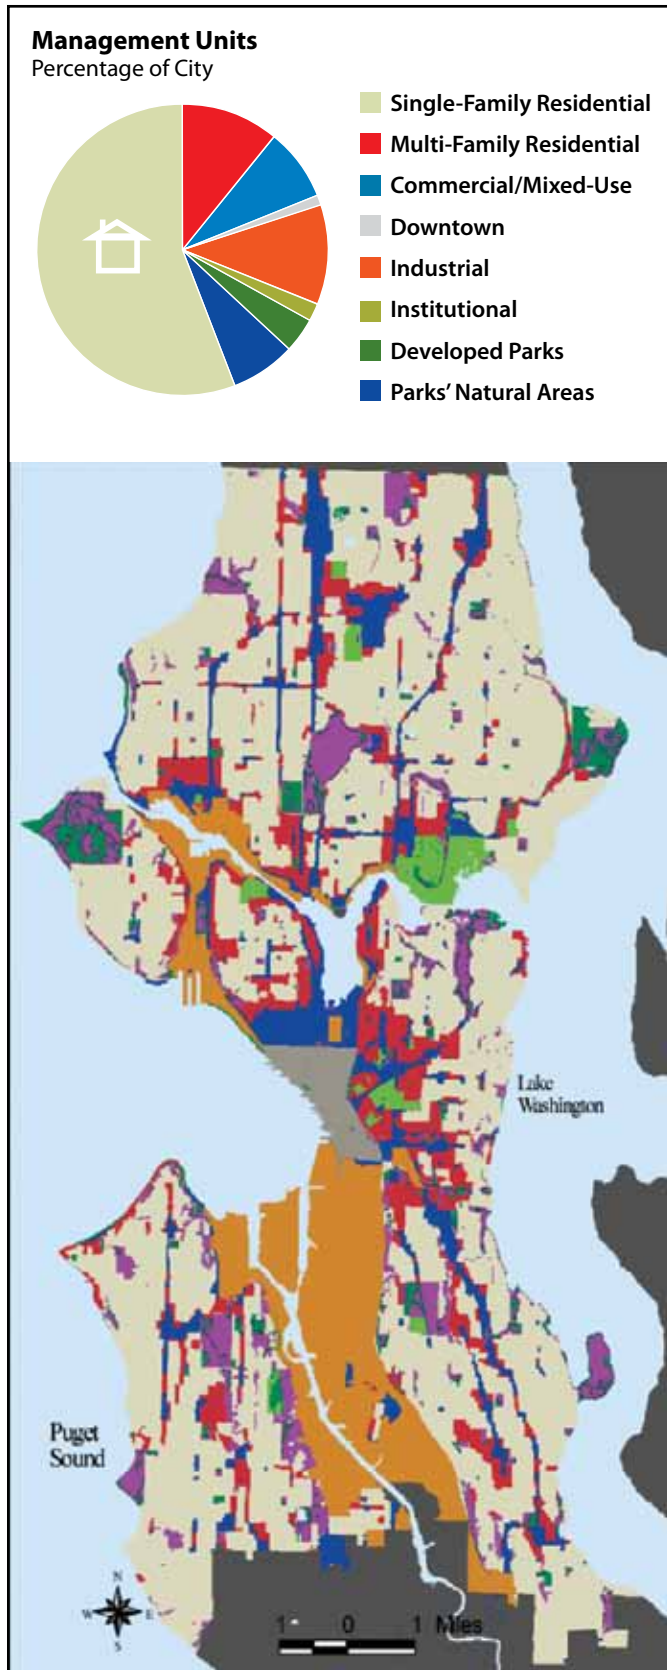 Management Units
Percentage of City
Single-Family Residential
Multi-Family Residential
Commercial/Mixed-Use
Downtown
Industrial
Institutional
Developed Parks
Parks' Natural Areas
Lake
Washington
Puget
Sound
N
W E
S
P
1 0 1 Miles